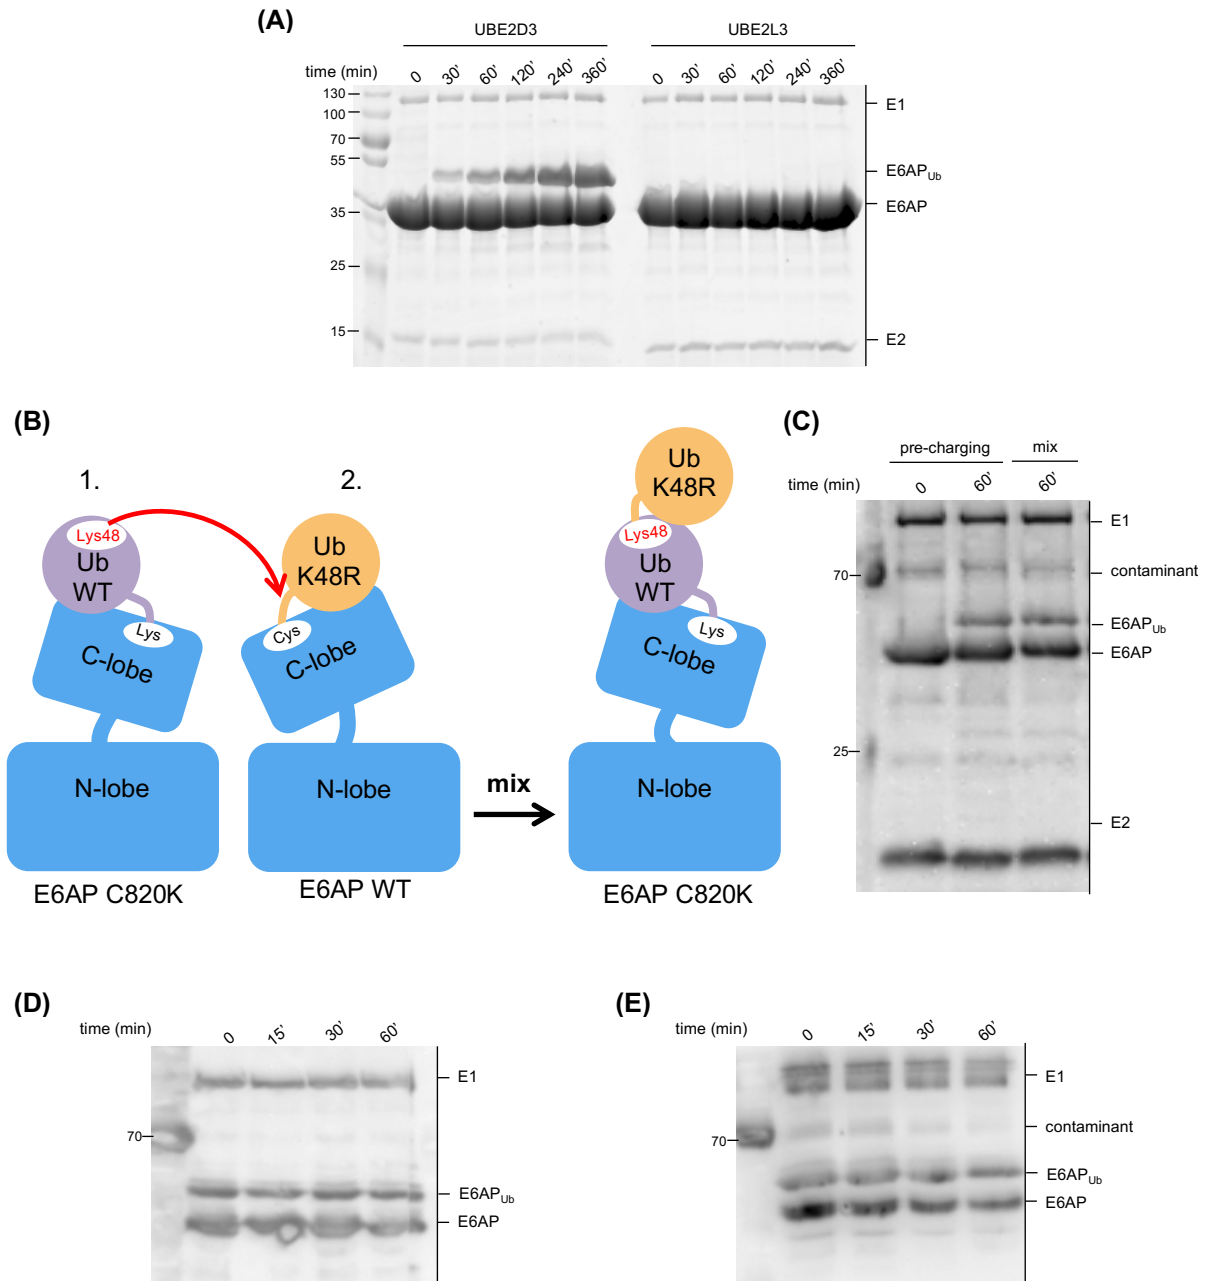 (A)
UBE2D3 UBE2L3
time (min) 0 30' 60' 120' 240' 360' 0 30' 60' 120' 240' 360'
130
100
70
55
35
25
15
E1
E6APUb
E6AP
E2
(B)
1. 2.
Lys48
Ub
WT
Lys
C-lobe
N-lobe
E6AP C820K
Ub
K48R
Cys
C-lobe
N-lobe
E6AP WT
mix
Ub
K48R
Lys48
Ub
WT
Lys
C-lobe
N-lobe
E6AP C820K
(C)
pre-charging mix
time (min) 0 60' 60'
70
25
E1
contaminant
E6APUb
E6AP
E2
(D)
time (min) 0 15' 30' 60'
70
E1
E6APUb
E6AP
(E)
time (min) 0 15' 30' 60'
70
E1
contaminant
E6APUb
E6AP